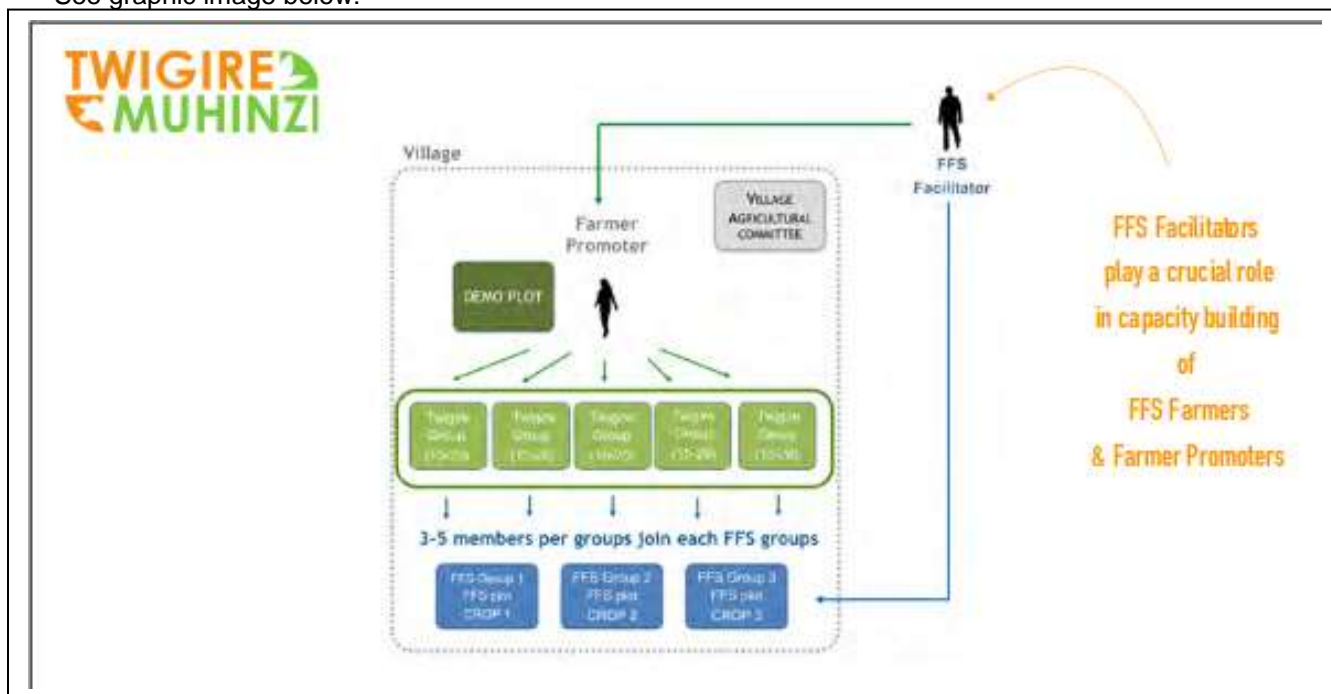 See graphic image below:
TWIGIRE
MUHINZI
Village
FFS
Facilitator
VILLAGE
AGRICULTURAL
COMMITTEE
Farmer
Promoter
DEMO PLOT
FFS Facilitators
play a crucial role
in capacity building
of
FFS Farmers
& Farmer Promoters
Twigire
Group
Twigire
Group
Twigire
Group
Twigire
Group
Twigire
Group
3-5 members per groups join each FFS groups
FFS Group 1
FFS plot
CROP 1
FFS Group 2
FFS plot
CROP 2
FFS Group 3
FFS plot
CROP 3